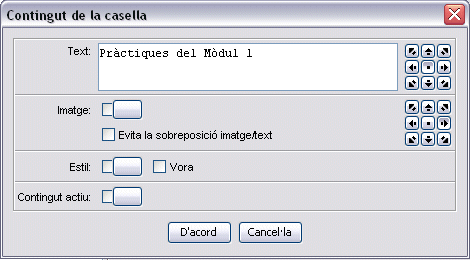 Contingut de la casella
Text: Pràctiques del Mòdul 1
Imatge:
Evita la sobreposició imatge/text
Estil: Vora
Contingut actiu:
D'acord Cancel·la